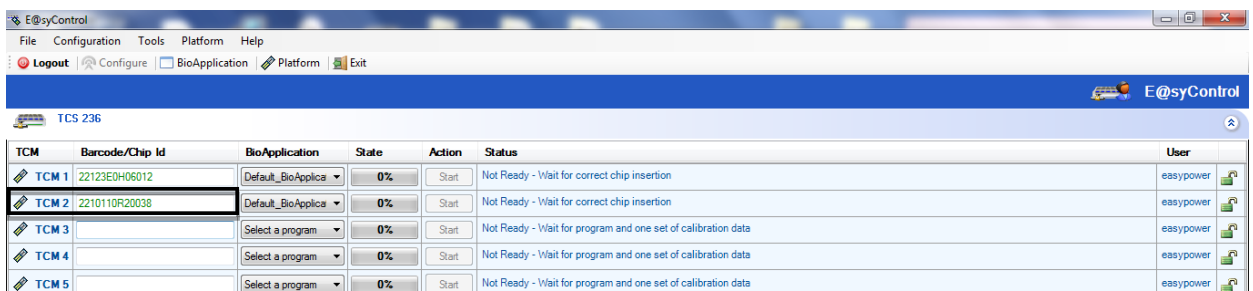 E@syControl
File Configuration Tools Platform Help
Logout Configure BioApplication Platform Exit
E@syControl
TCS 236
TCM Barcode/Chip Id BioApplication State Action Status User
TCM 1 22123E0H06012 Default_BioApplica 0% Start Not Ready - Wait for correct chip insertion easypower
TCM 2 2210110R20038 Default_BioApplica 0% Start Not Ready - Wait for correct chip insertion easypower
TCM 3 Select a program 0% Start Not Ready - Wait for program and one set of calibration data easypower
TCM 4 Select a program 0% Start Not Ready - Wait for program and one set of calibration data easypower
TCM 5 Select a program 0% Start Not Ready - Wait for program and one set of calibration data easypower